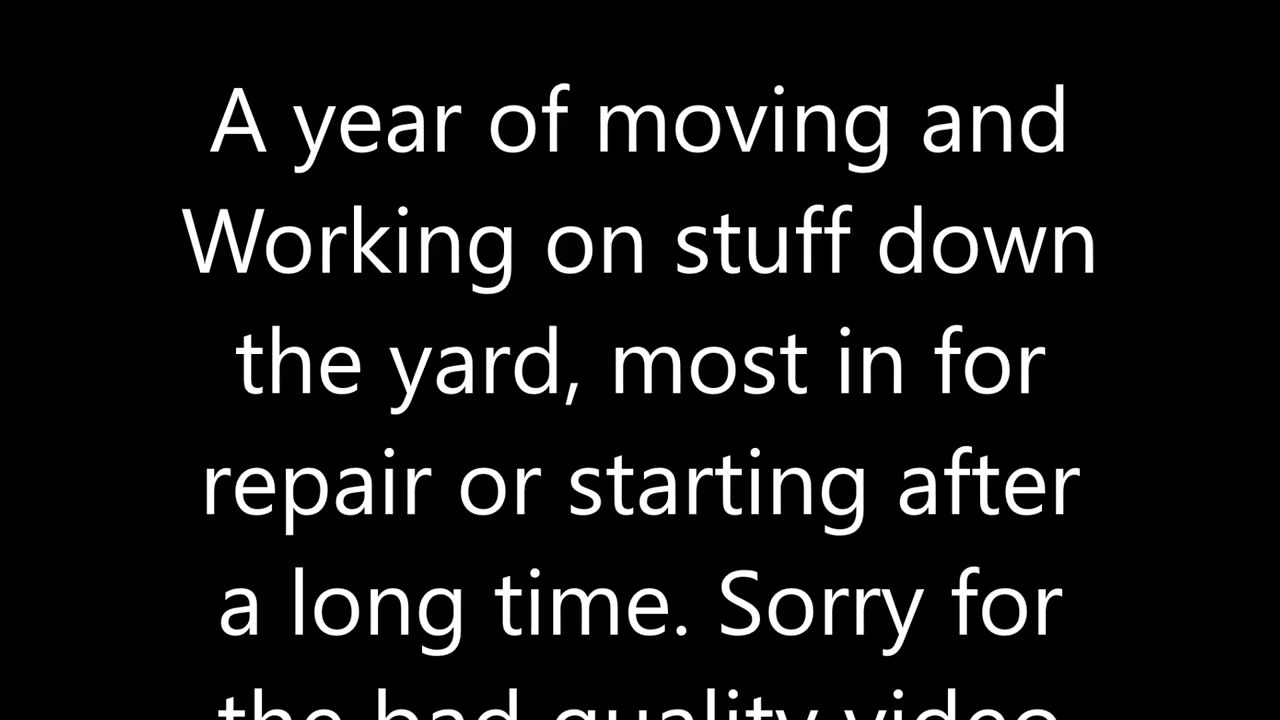 A year of moving and
Working on stuff down
the yard, most in for
repair or starting after
a long time. Sorry for
the bad quality video